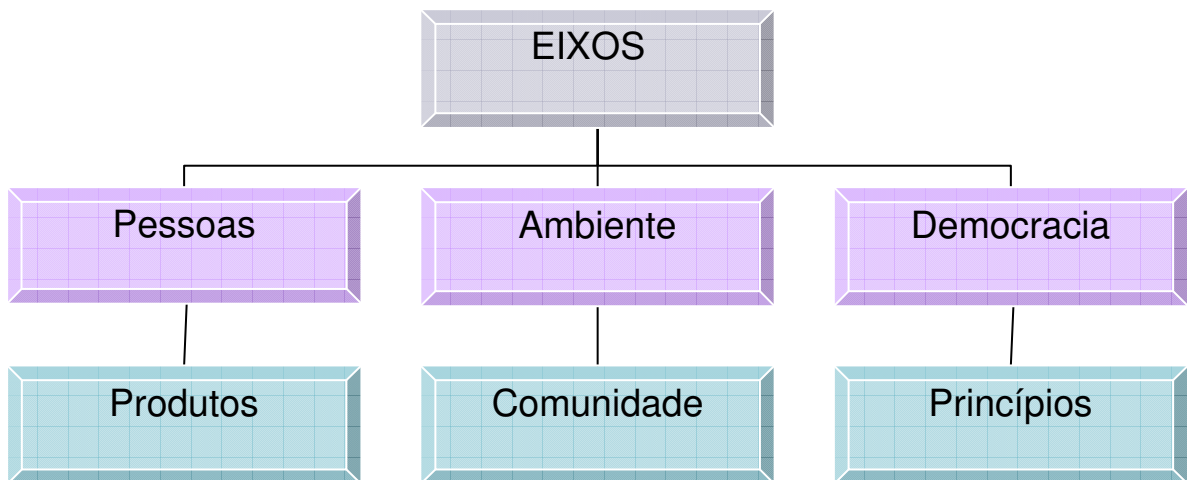 EIXOS
Pessoas
Ambiente
Democracia
Produtos
Comunidade
Princípios